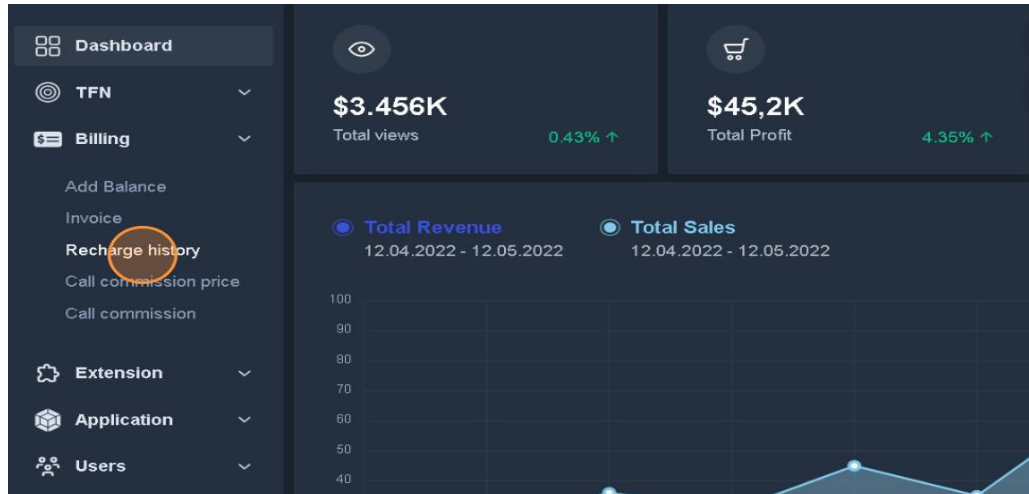 Dashboard
TFN
Billing
Add Balance
Invoice
Recharge history
Call commission price
Call commission
Extension
Application
Users
$3.456K
Total views
0.43% ↑
$45,2K
Total Profit
4.35% ↑
Total Revenue
12.04.2022 - 12.05.2022
Total Sales
12.04.2022 - 12.05.2022
100
90
80
70
60
50
40